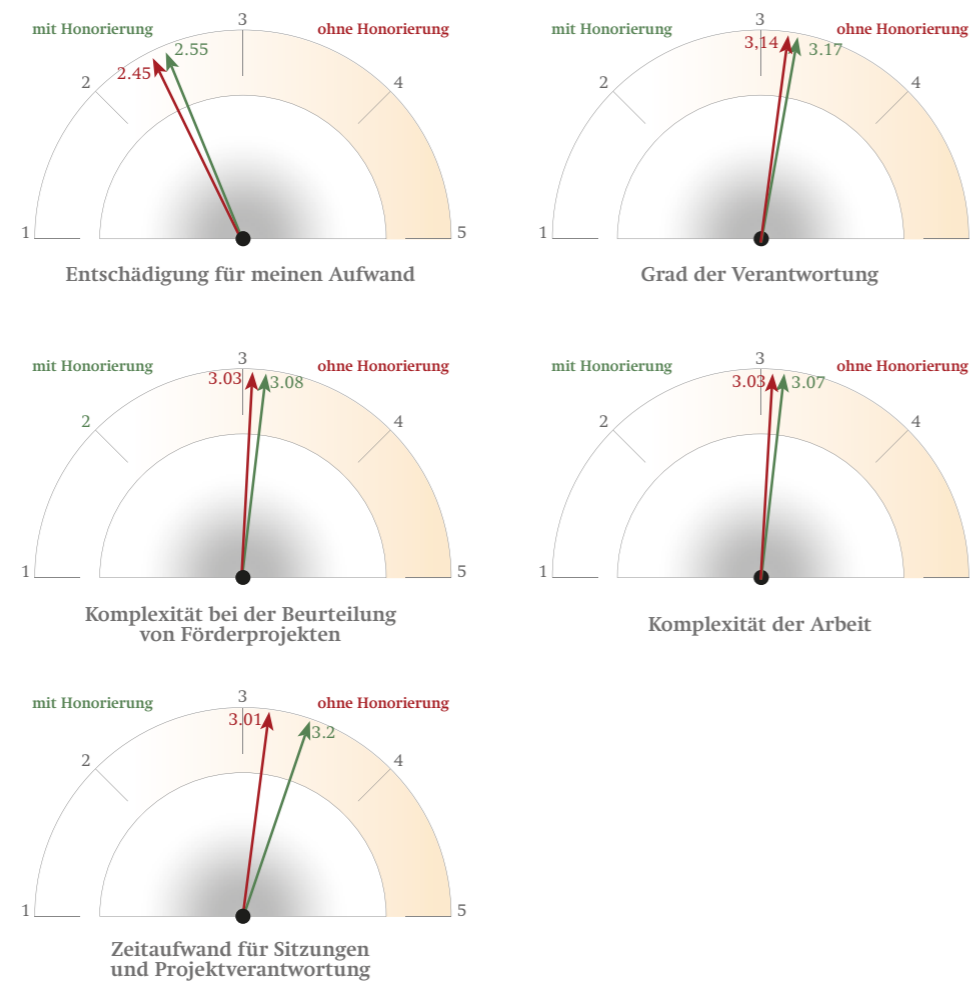 mit Honorierung
3
ohne Honorierung
2.45
2.55
2
4
1
5
Entschädigung für meinen Aufwand
mit Honorierung
3
ohne Honorierung
3,14
3.17
2
4
1
5
Grad der Verantwortung
mit Honorierung
3
ohne Honorierung
3.03
3.08
2
4
1
5
Komplexität bei der Beurteilung
von Förderprojekten
mit Honorierung
3
ohne Honorierung
3.03
3.07
2
4
1
5
Komplexität der Arbeit
mit Honorierung
3
ohne Honorierung
3.01
3.2
2
4
1
5
Zeitaufwand für Sitzungen
und Projektverantwortung